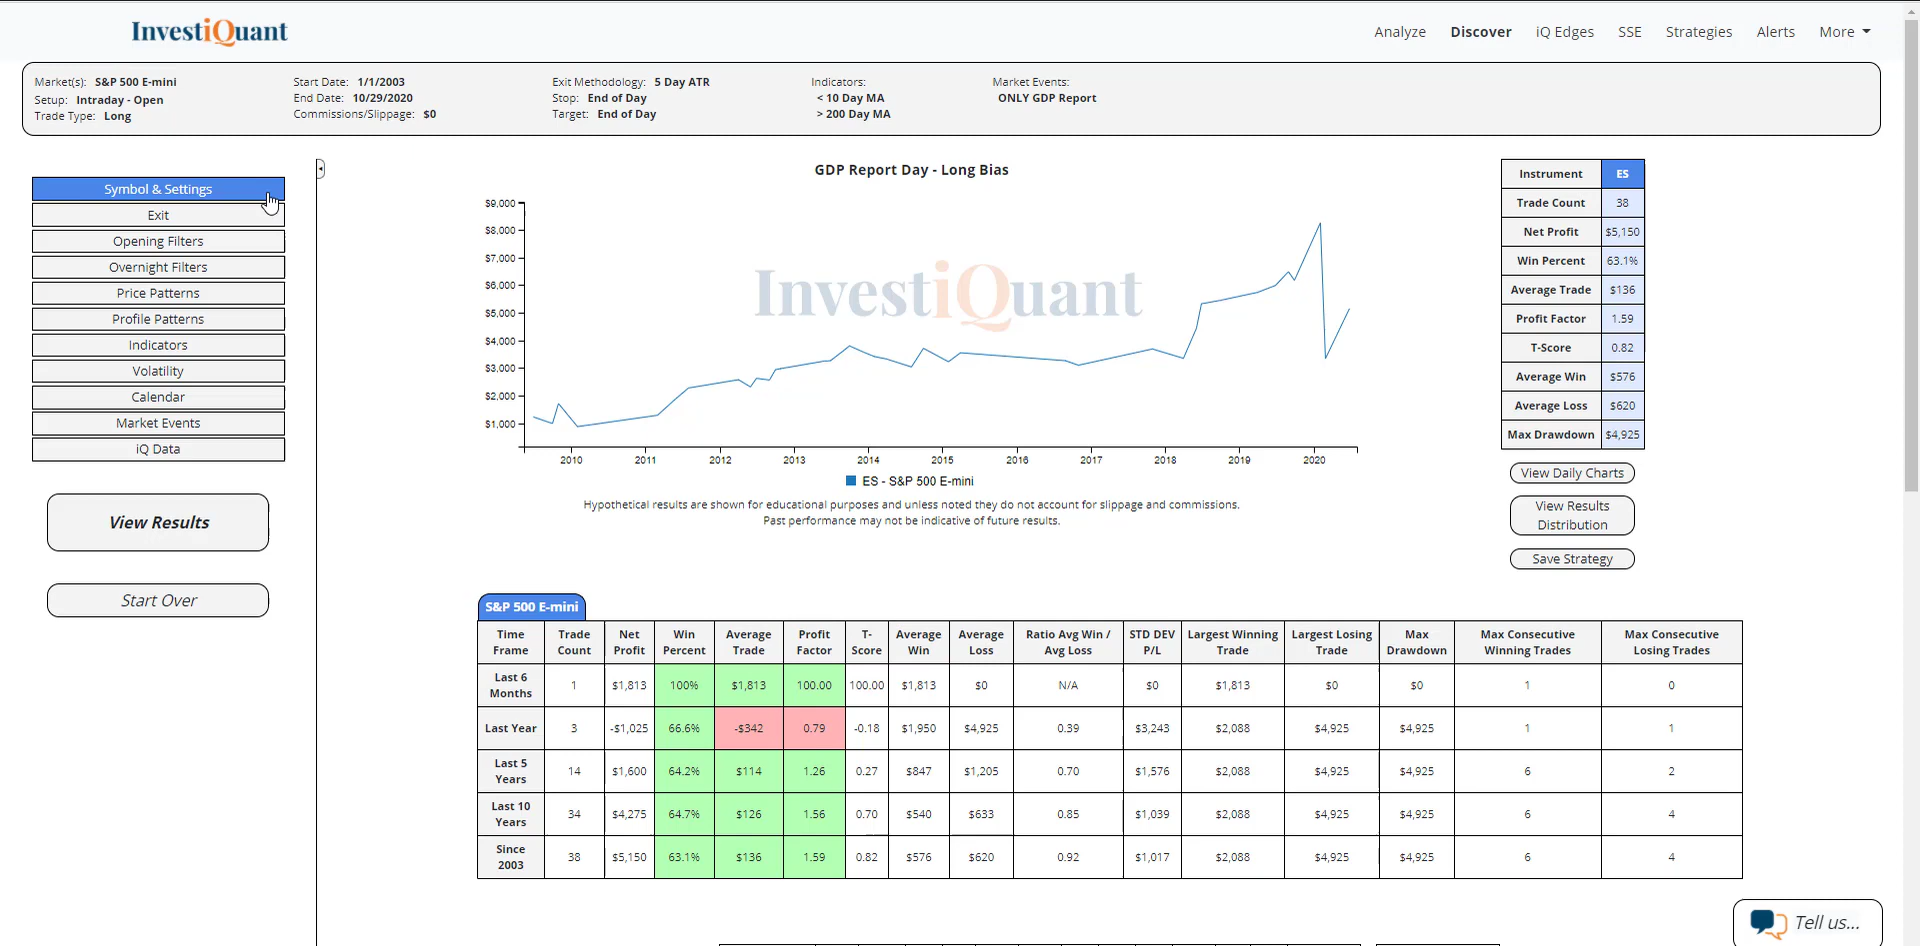 InvestiQuant
Analyze Discover iQ Edges SSE Strategies Alerts More
Market(s): S&P 500 E-mini
Setup: Intraday - Open
Trade Type: Long
Start Date: 1/1/2003
End Date: 10/29/2020
Commissions/Slippage: $0
Exit Methodology: 5 Day ATR
Stop: End of Day
Target: End of Day
Indicators:
< 10 Day MA
> 200 Day MA
Market Events:
ONLY GDP Report
Symbol & Settings
Exit
Opening Filters
Overnight Filters
Price Patterns
Profile Patterns
Indicators
Volatility
Calendar
Market Events
iQ Data
View Results
Start Over
GDP Report Day - Long Bias
$9,000
$8,000
$7,000
$6,000
$5,000
$4,000
$3,000
$2,000
$1,000
InvestiQuant
2010 2011 2012 2013 2014 2015 2016 2017 2018 2019 2020
ES - S&P 500 E-mini
Hypothetical results are shown for educational purposes and unless noted they do not account for slippage and commissions.
Past performance may not be indicative of future results.
Instrument ES
Trade Count 38
Net Profit $5,150
Win Percent 63.1%
Average Trade $136
Profit Factor 1.59
T-Score 0.82
Average Win $576
Average Loss $620
Max Drawdown $4,925
View Daily Charts
View Results
Distribution
Save Strategy
S&P 500 E-mini
Time Frame Trade Count Net Profit Win Percent Average Trade Profit Factor T-Score Average Win Average Loss Ratio Avg Win / Avg Loss STD DEV P/L Largest Winning Trade Largest Losing Trade Max Drawdown Max Consecutive Winning Trades Max Consecutive Losing Trades
Last 6 Months 1 $1,813 100% $1,813 100.00 100.00 $1,813 $0 N/A $0 $1,813 $0 $0 1 0
Last Year 3 -$1,025 66.6% -$342 0.79 -0.18 $1,950 $4,925 0.39 $3,243 $2,088 $4,925 $4,925 1 1
Last 5 Years 14 $1,600 64.2% $114 1.26 0.27 $847 $1,205 0.70 $1,576 $2,088 $4,925 $4,925 6 2
Last 10 Years 34 $4,275 64.7% $126 1.56 0.70 $540 $633 0.85 $1,039 $2,088 $4,925 $4,925 6 4
Since 2003 38 $5,150 63.1% $136 1.59 0.82 $576 $620 0.92 $1,017 $2,088 $4,925 $4,925 6 4
Tell us...